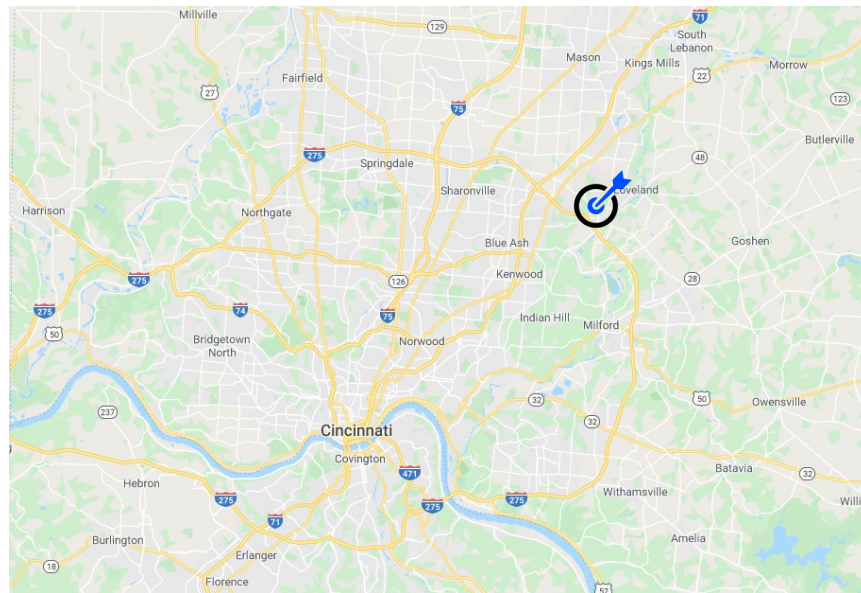 Millville
71
129
South
Lebanon
Mason
Kings Mills
Morrow
22
Fairfield
27
75
123
Butlerville
275
Springdale
48
Sharonville
Loveland
Harrison
Northgate
Blue Ash
Goshen
275
126
Kenwood
28
275
74
75
Indian Hill
Milford
50
Bridgetown
North
Norwood
237
32
50
Owensville
32
Cincinnati
Covington
471
Batavia
32
Hebron
275
275
275
Withamsville
71
Amelia
Burlington
Erlanger
18
Florence
52